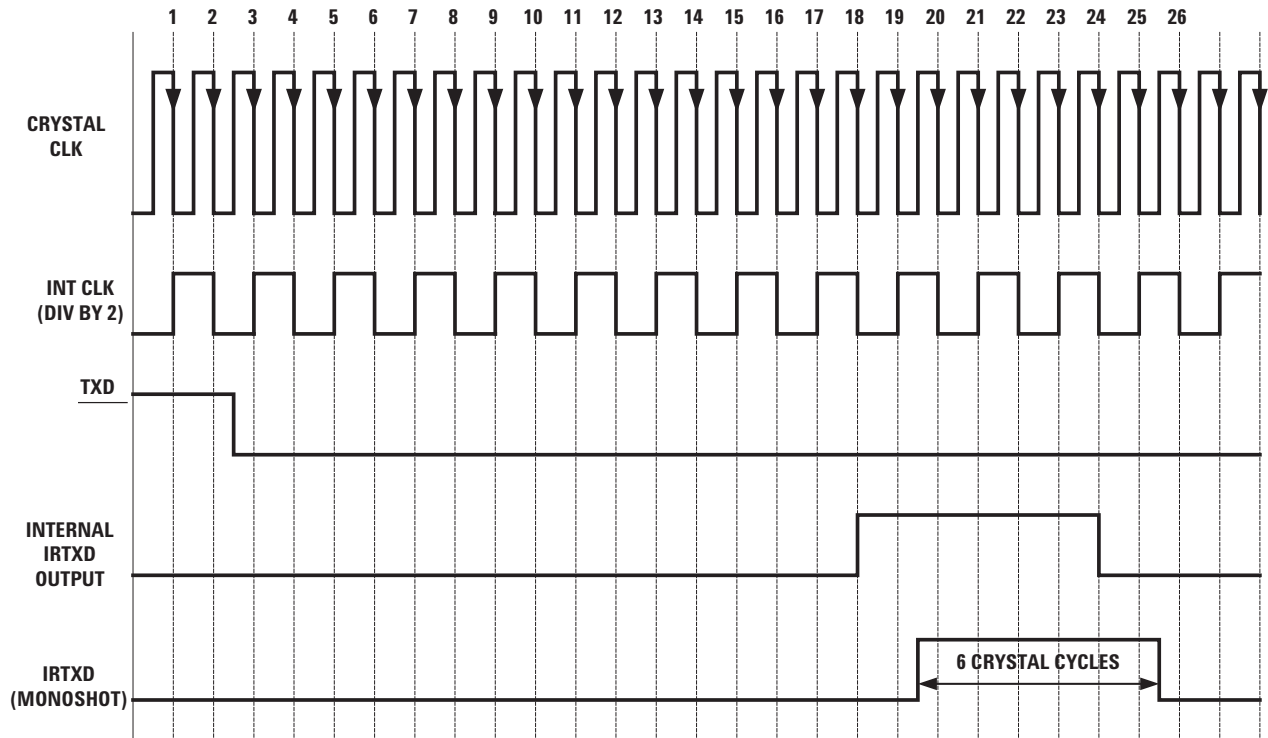 1 2 3 4 5 6 7 8 9 10 11 12 13 14 15 16 17 18 19 20 21 22 23 24 25 26
CRYSTAL
CLK
INT CLK
(DIV BY 2)
TXD
INTERNAL
IRTXD
OUTPUT
IRTXD
(MONOSHOT)
6 CRYSTAL CYCLES